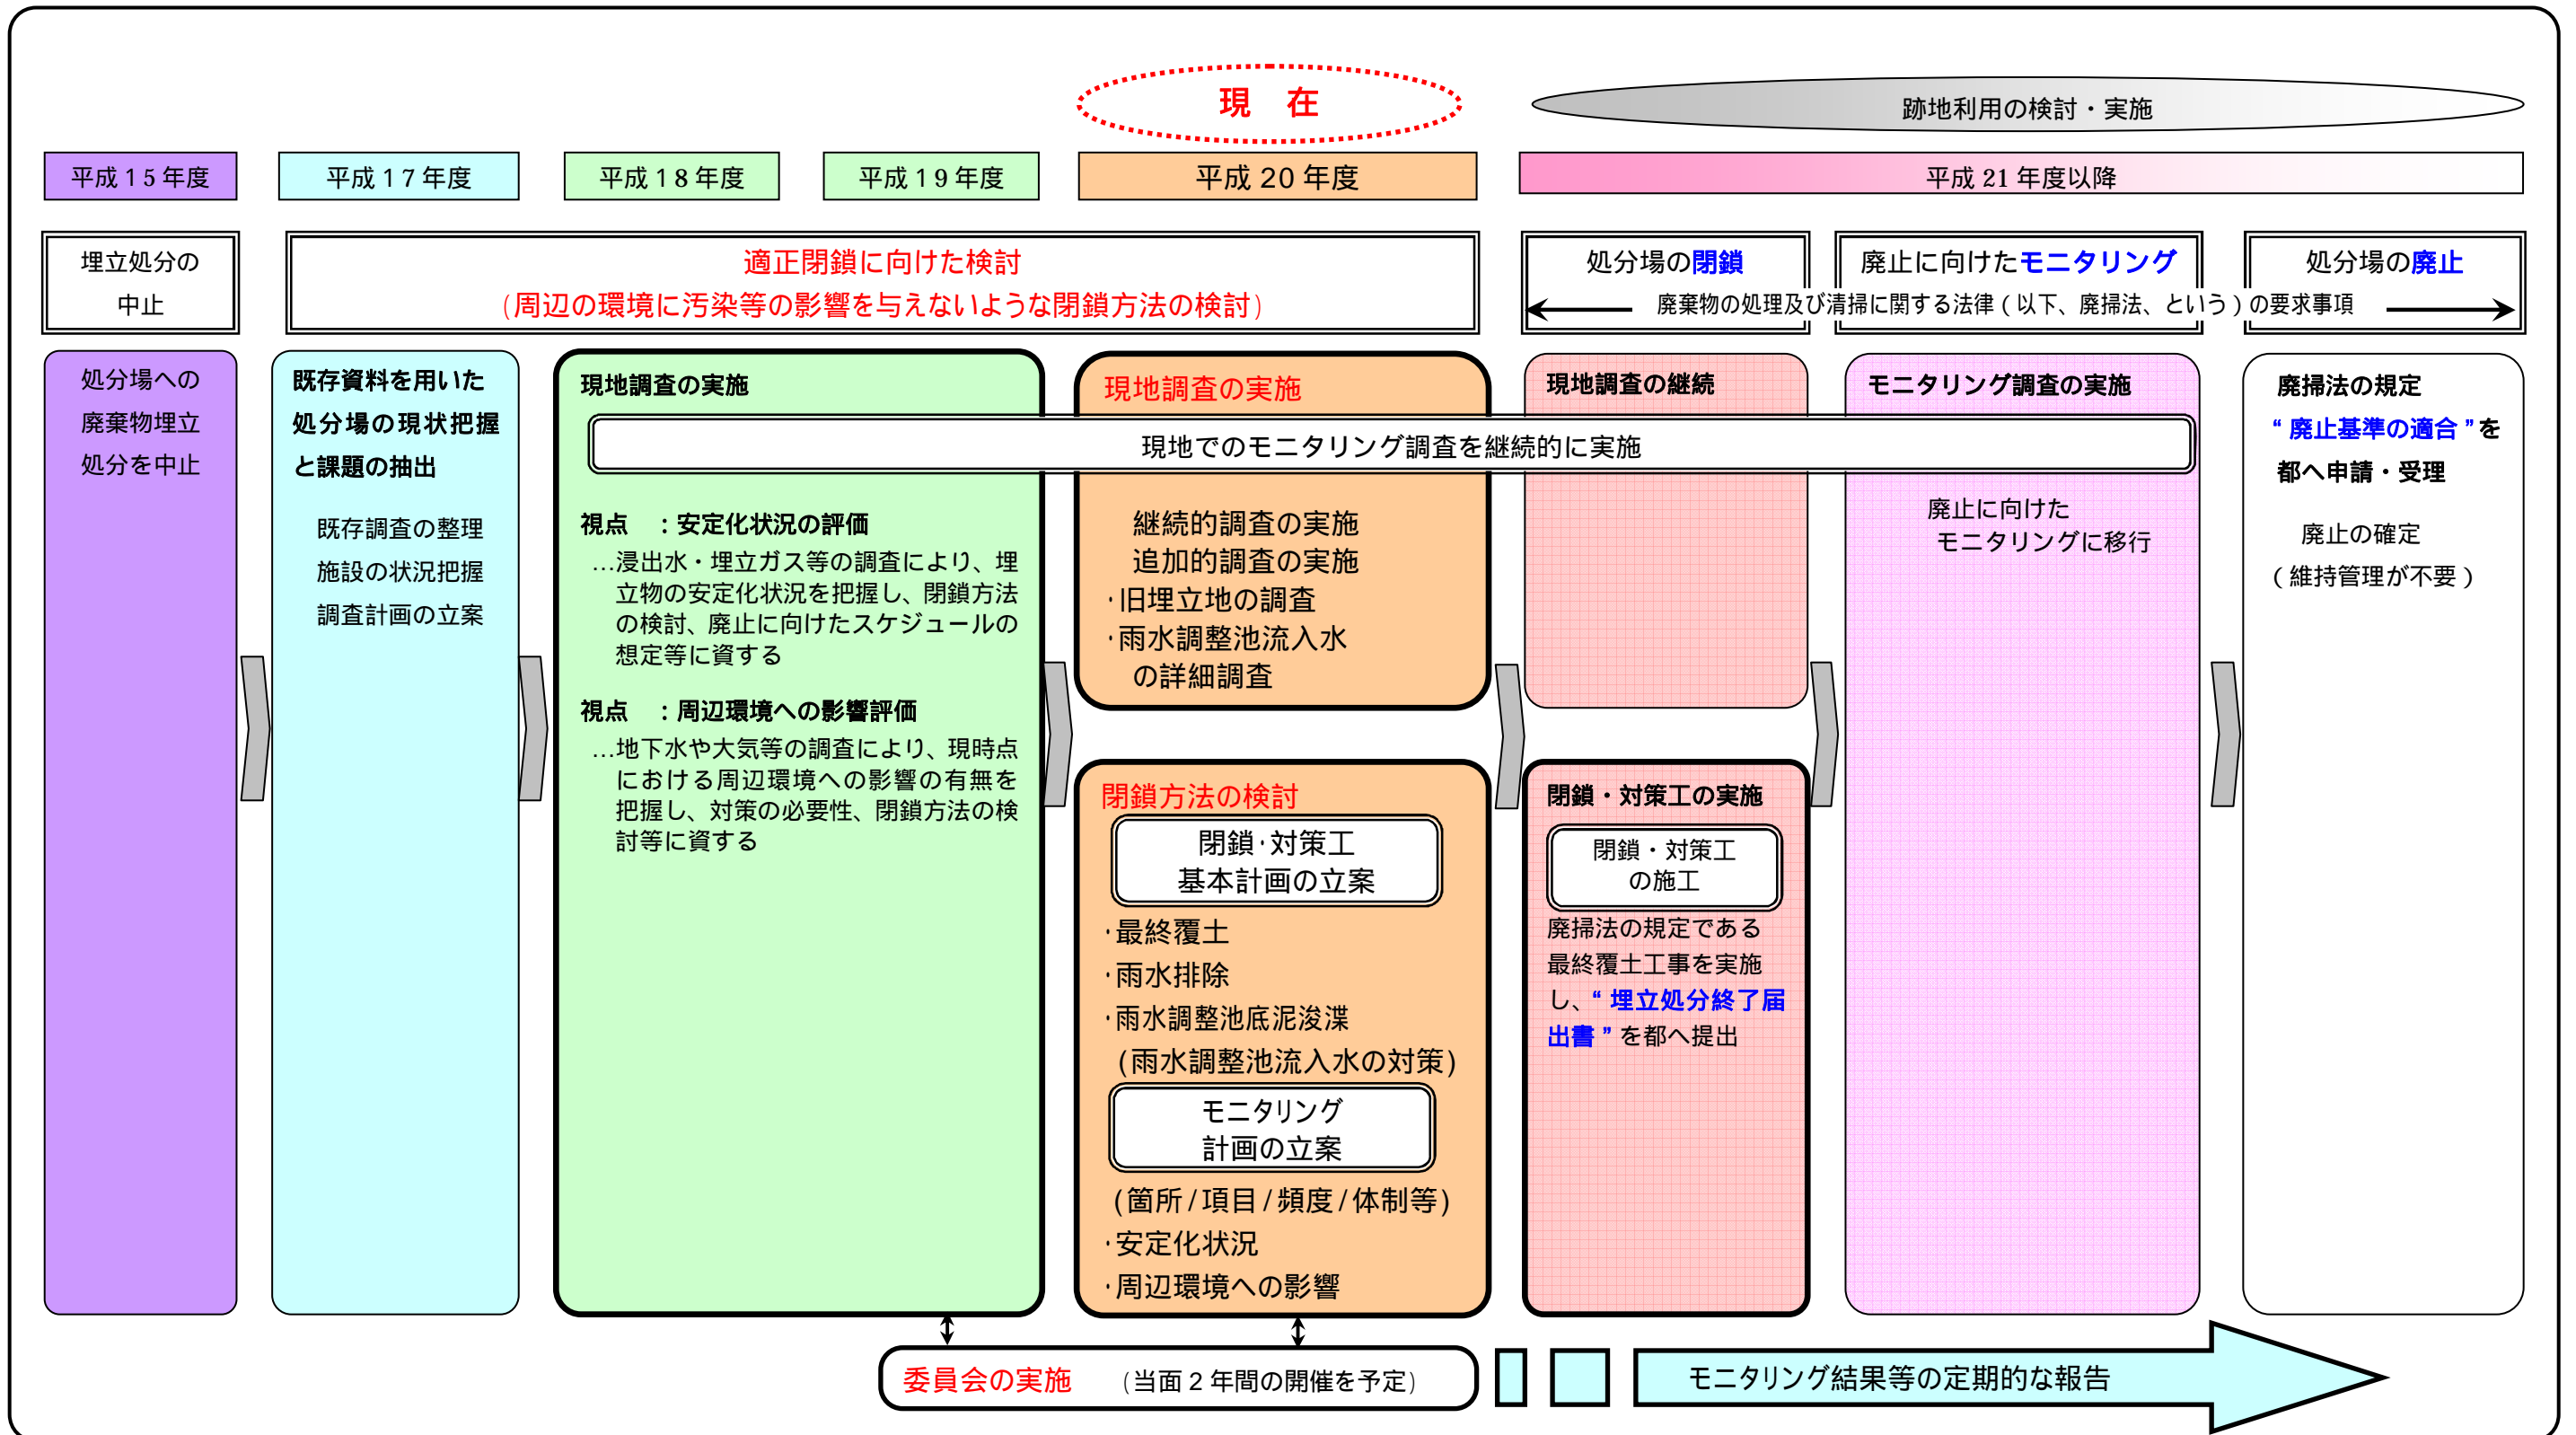 現 在
跡地利用の検討・実施
平成15年度
平成17年度
平成18年度
平成19年度
平成 20 年度
平成 21 年度以降
埋立処分の
中止
適正閉鎖に向けた検討
(周辺の環境に汚染等の影響を与えないような閉鎖方法の検討)
処分場の閉鎖
廃止に向けたモニタリング
処分場の廃止
廃棄物の処理及び清掃に関する法律(以下、廃掃法、という)の要求事項
処分場への
廃棄物埋立
処分を中止
既存資料を用いた
処分場の現状把握
と課題の抽出
既存調査の整理
施設の状況把握
調査計画の立案
現地調査の実施
現地調査の実施
現地調査の継続
モニタリング調査の実施
現地でのモニタリング調査を継続的に実施
視点 :安定化状況の評価
…浸出水・埋立ガス等の調査により、埋
立物の安定化状況を把握し、閉鎖方法
の検討、廃止に向けたスケジュールの
想定等に資する
視点 :周辺環境への影響評価
…地下水や大気等の調査により、現時点
における周辺環境への影響の有無を
把握し、対策の必要性、閉鎖方法の検
討等に資する
継続的調査の実施
追加的調査の実施
・旧埋立地の調査
・雨水調整池流入水
の詳細調査
閉鎖方法の検討
閉鎖・対策工
基本計画の立案
・最終覆土
・雨水排除
・雨水調整池底泥浚渫
(雨水調整池流入水の対策)
モニタリング
計画の立案
(箇所/項目/頻度/体制等)
・安定化状況
・周辺環境への影響
閉鎖・対策工の実施
閉鎖・対策工
の施工
廃掃法の規定である
最終覆土工事を実施
し、“埋立処分終了届
出書”を都へ提出
廃止に向けた
モニタリングに移行
廃掃法の規定
“廃止基準の適合”を
都へ申請・受理
廃止の確定
(維持管理が不要)
委員会の実施 (当面2年間の開催を予定)
モニタリング結果等の定期的な報告